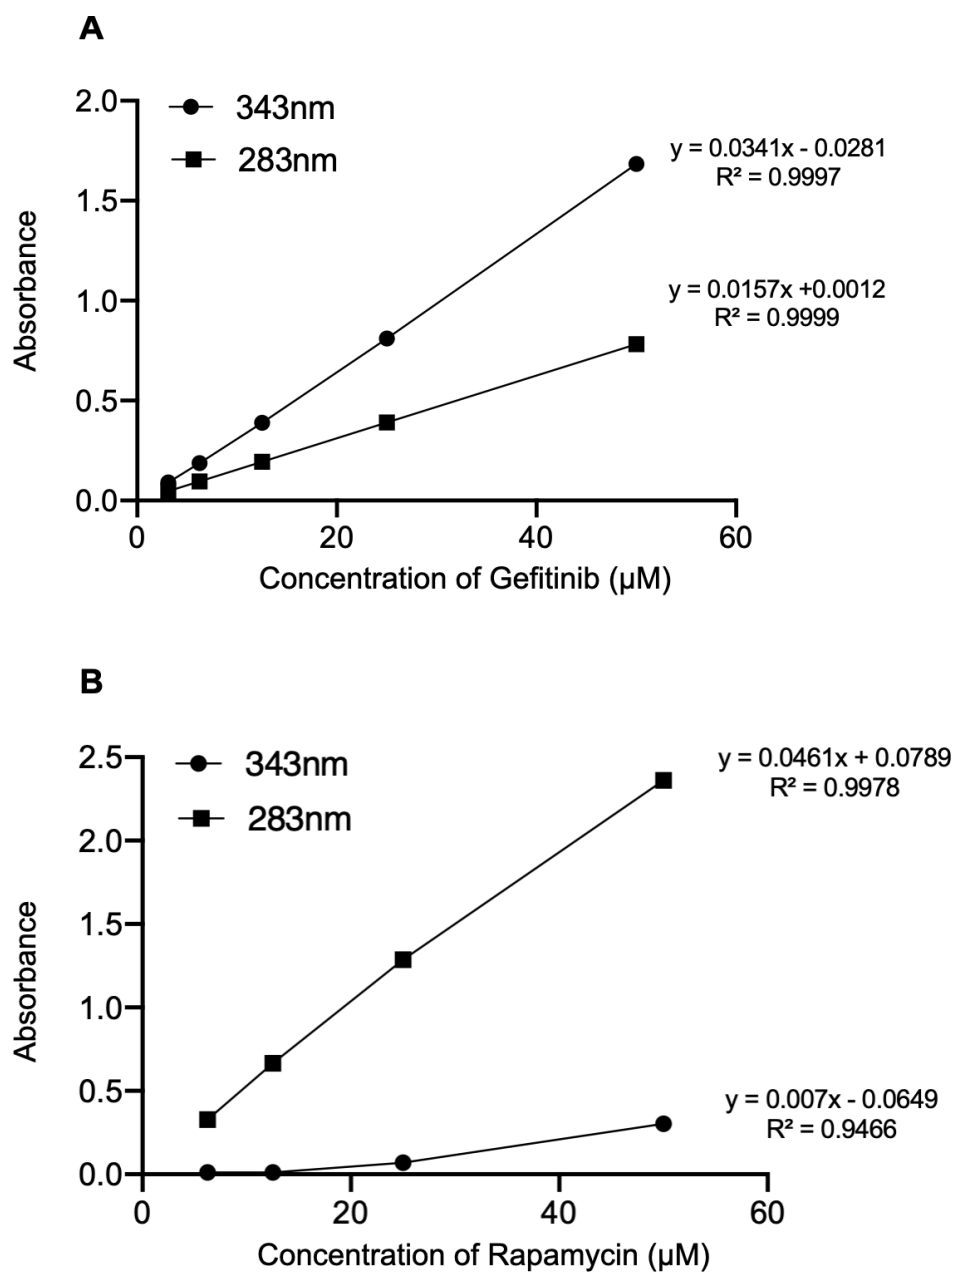 A
2.0
343nm
283nm
y = 0.0341x - 0.0281
R² = 0.9997
1.5
1.0
y = 0.0157x +0.0012
R² = 0.9999
0.5
0.0
0 20 40 60
Absorbance
Concentration of Gefitinib (µM)
B
2.5
343nm
283nm
y = 0.0461x + 0.0789
R² = 0.9978
2.0
1.5
1.0
0.5
y = 0.007x - 0.0649
R² = 0.9466
0.0
0 20 40 60
Absorbance
Concentration of Rapamycin (µM)